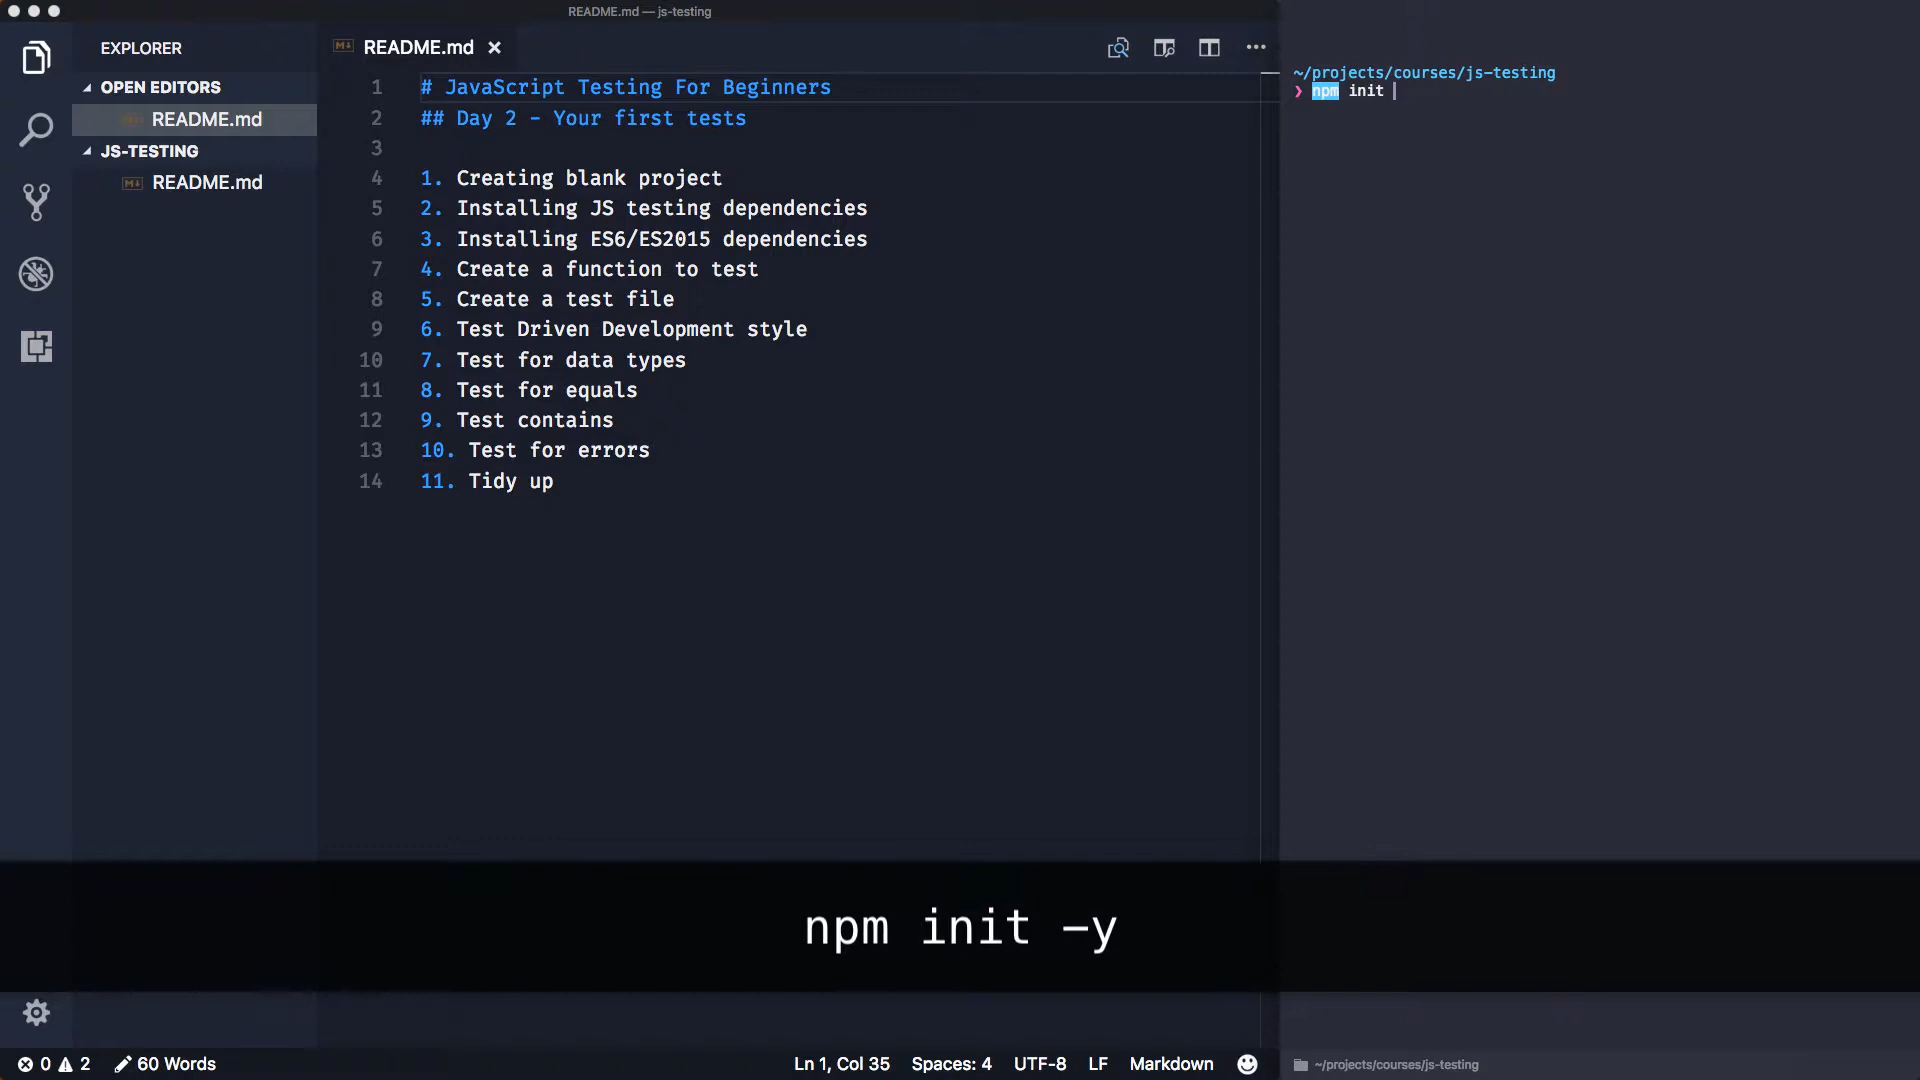 README.md — js-testing
EXPLORER
OPEN EDITORS
README.md
JS-TESTING
README.md
README.md
1 # JavaScript Testing For Beginners
2 ## Day 2 - Your first tests
3
4 1. Creating blank project
5 2. Installing JS testing dependencies
6 3. Installing ES6/ES2015 dependencies
7 4. Create a function to test
8 5. Create a test file
9 6. Test Driven Development style
10 7. Test for data types
11 8. Test for equals
12 9. Test contains
13 10. Test for errors
14 11. Tidy up
~/projects/courses/js-testing
❯ npm init
npm init -y
0 2 60 Words Ln 1, Col 35 Spaces: 4 UTF-8 LF Markdown
~/projects/courses/js-testing